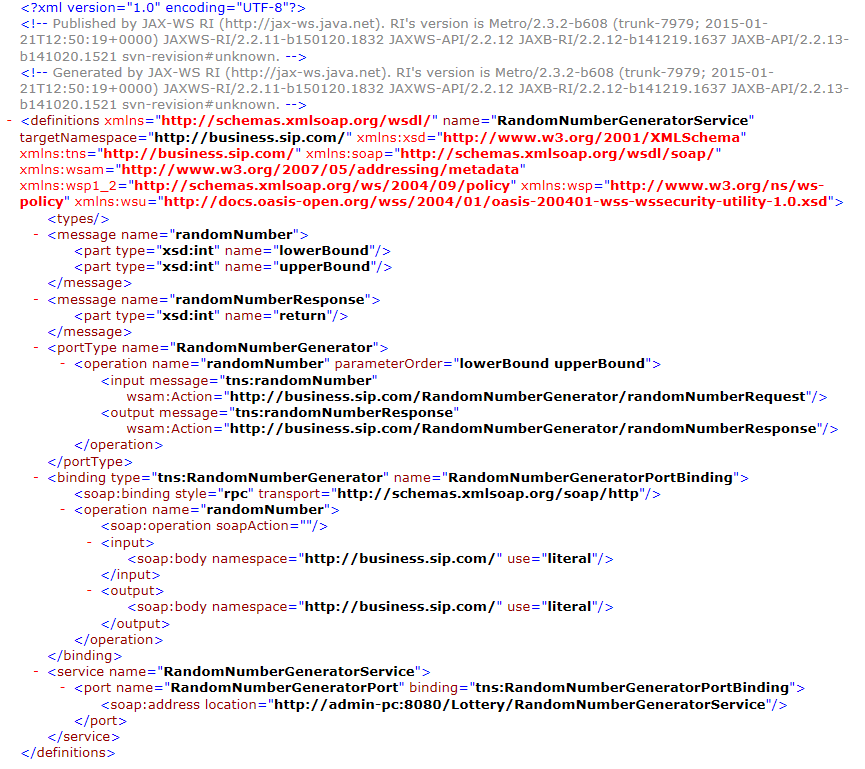 <?xml version="1.0" encoding="UTF-8"?>
<!-- Published by JAX-WS RI (http://jax-ws.java.net). RI's version is Metro/2.3.2-b608 (trunk-7979; 2015-01-
21T12:50:19+0000) JAXWS-RI/2.2.11-b150120.1832 JAXWS-API/2.2.12 JAXB-RI/2.2.12-b141219.1637 JAXB-API/2.2.13-
b141020.1521 svn-revision#unknown. -->
<!-- Generated by JAX-WS RI (http://jax-ws.java.net). RI's version is Metro/2.3.2-b608 (trunk-7979; 2015-01-
21T12:50:19+0000) JAXWS-RI/2.2.11-b150120.1832 JAXWS-API/2.2.12 JAXB-RI/2.2.12-b141219.1637 JAXB-API/2.2.13-
b141020.1521 svn-revision#unknown. -->
- <definitions xmlns="http://schemas.xmlsoap.org/wsdl/" name="RandomNumberGeneratorService"
targetNamespace="http://business.sip.com/" xmlns:xsd="http://www.w3.org/2001/XMLSchema"
xmlns:tns="http://business.sip.com/" xmlns:soap="http://schemas.xmlsoap.org/wsdl/soap/"
xmlns:wsam="http://www.w3.org/2007/05/addressing/metadata"
xmlns:wsp1_2="http://schemas.xmlsoap.org/ws/2004/09/policy" xmlns:wsp="http://www.w3.org/ns/ws-
policy" xmlns:wsu="http://docs.oasis-open.org/wss/2004/01/oasis-200401-wss-wssecurity-utility-1.0.xsd">
<types/>
- <message name="randomNumber">
<part type="xsd:int" name="lowerBound"/>
<part type="xsd:int" name="upperBound"/>
</message>
- <message name="randomNumberResponse">
<part type="xsd:int" name="return"/>
</message>
- <portType name="RandomNumberGenerator">
- <operation name="randomNumber" parameterOrder="lowerBound upperBound">
<input message="tns:randomNumber"
wsam:Action="http://business.sip.com/RandomNumberGenerator/randomNumberRequest"/>
<output message="tns:randomNumberResponse"
wsam:Action="http://business.sip.com/RandomNumberGenerator/randomNumberResponse"/>
</operation>
</portType>
- <binding type="tns:RandomNumberGenerator" name="RandomNumberGeneratorPortBinding">
<soap:binding style="rpc" transport="http://schemas.xmlsoap.org/soap/http"/>
- <operation name="randomNumber">
<soap:operation soapAction=""/>
- <input>
<soap:body namespace="http://business.sip.com/" use="literal"/>
</input>
- <output>
<soap:body namespace="http://business.sip.com/" use="literal"/>
</output>
</operation>
</binding>
- <service name="RandomNumberGeneratorService">
- <port name="RandomNumberGeneratorPort" binding="tns:RandomNumberGeneratorPortBinding">
<soap:address location="http://admin-pc:8080/Lottery/RandomNumberGeneratorService"/>
</port>
</service>
</definitions>